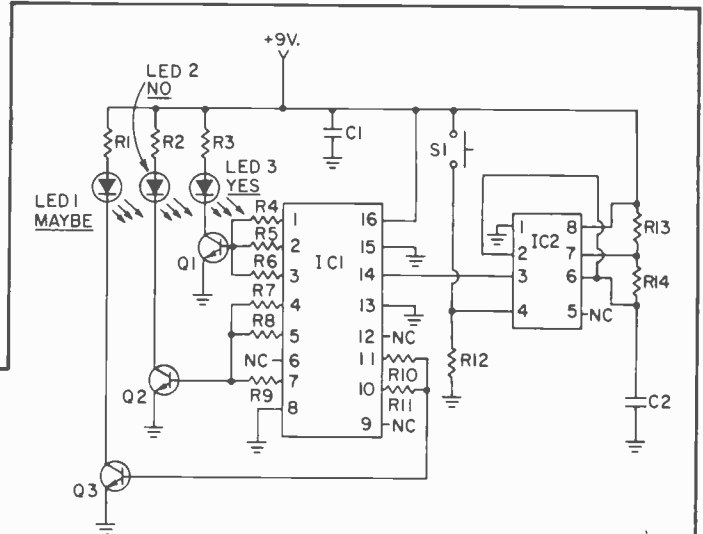 +9V.
LED 2
NO
R1
R2
R3
C1
S1
LED 3
YES
LED 1
MAYBE
R4
R5
R6
R7
R8
R9
Q1
Q2
Q3
IC1
1
2
3
4
5
NC 6
7
8
16
15
14
13
12 NC
11
10
9 NC
R10
R11
R12
IC2
1
2
3
4
8
7
6
5 NC
R13
R14
C2